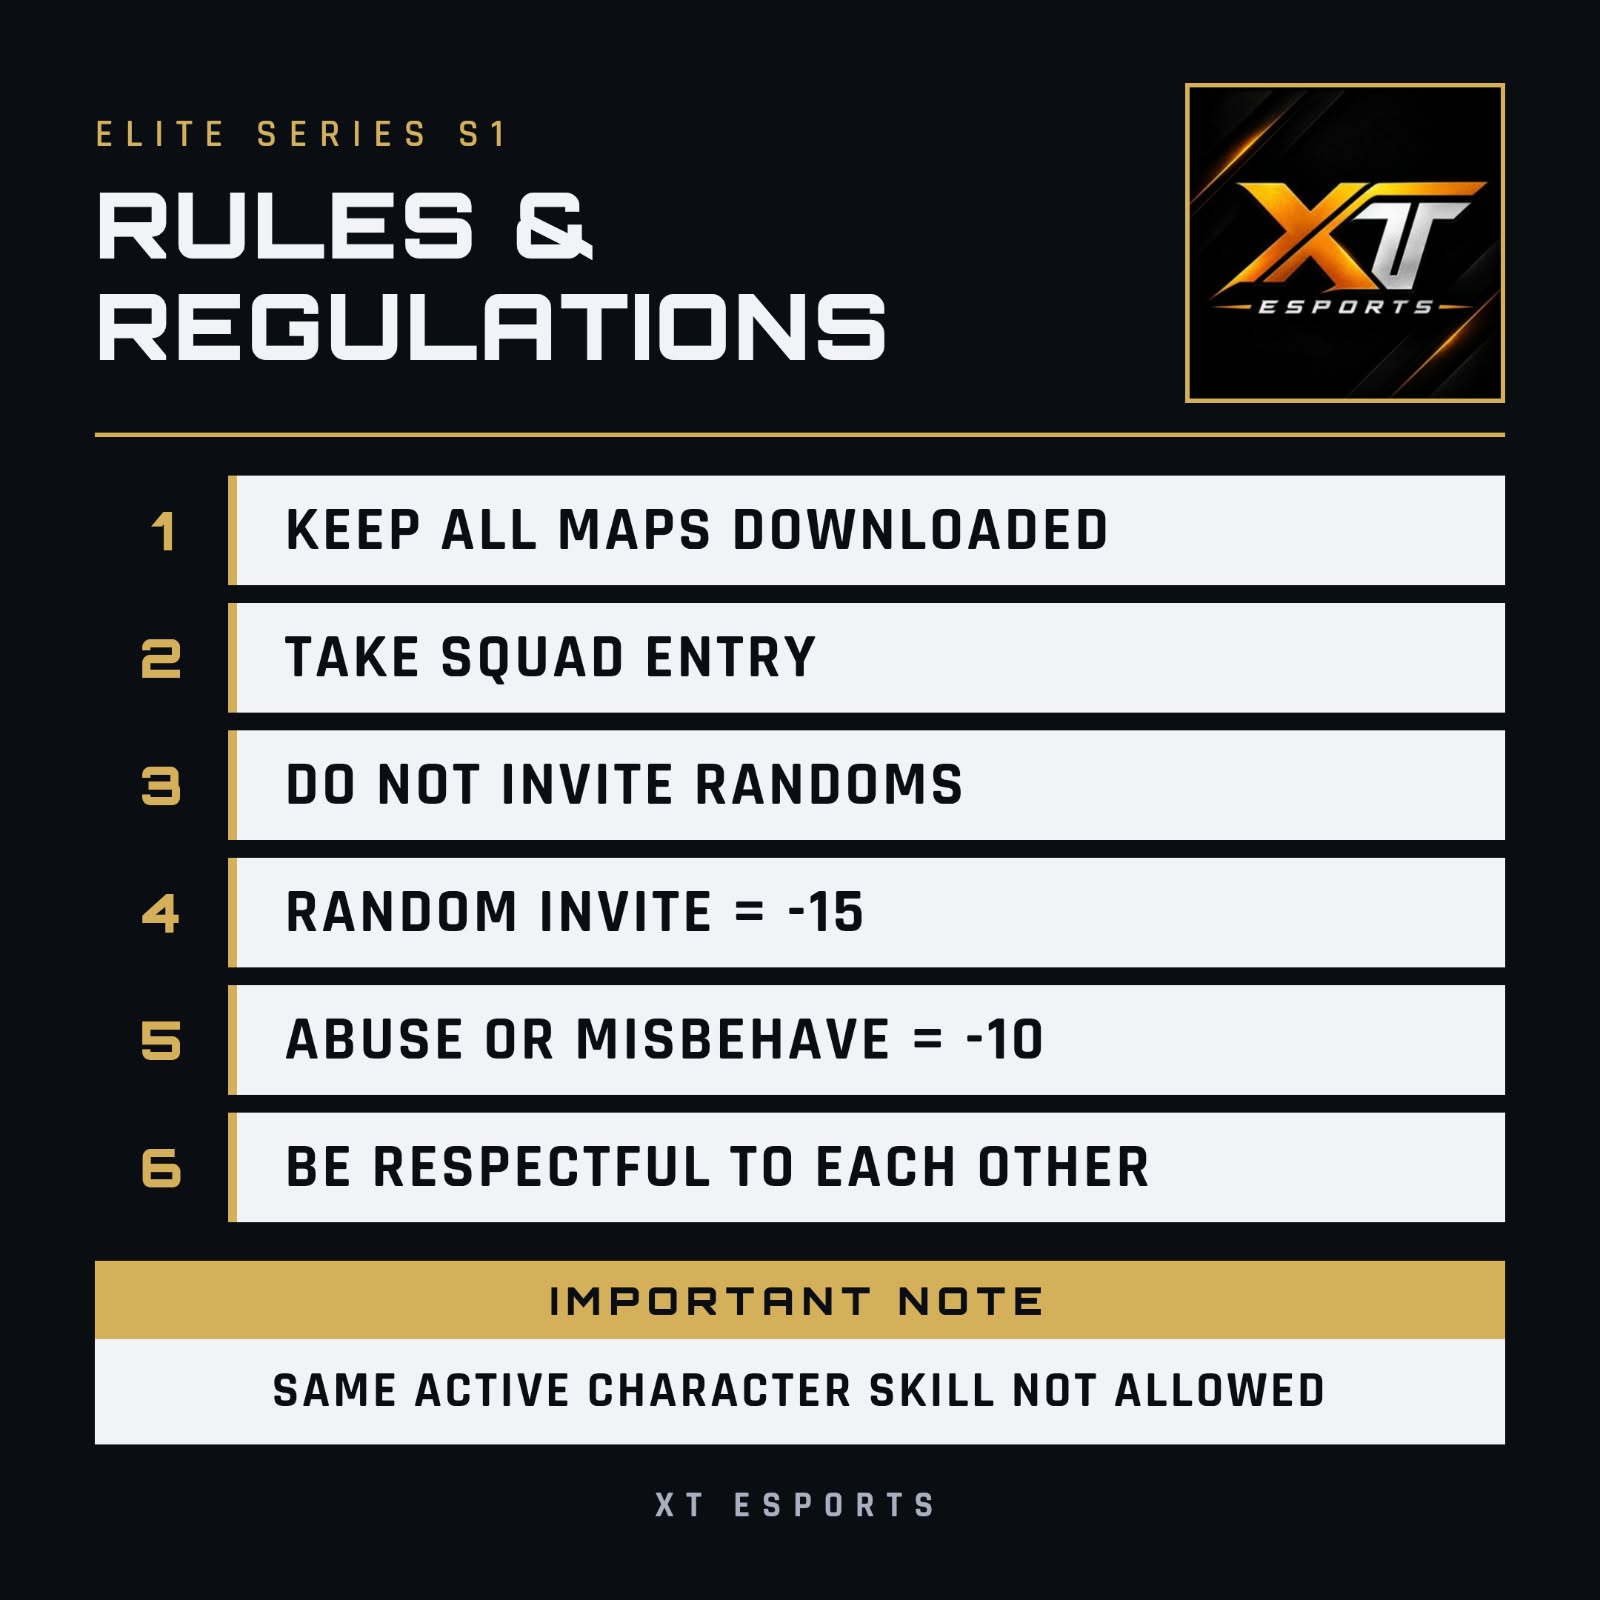 ELITE SERIES S1
RULES &
REGULATIONS
XT
ESPORTS
1 KEEP ALL MAPS DOWNLOADED
2 TAKE SQUAD ENTRY
3 DO NOT INVITE RANDOMS
4 RANDOM INVITE = -15
5 ABUSE OR MISBEHAVE = -10
6 BE RESPECTFUL TO EACH OTHER
IMPORTANT NOTE
SAME ACTIVE CHARACTER SKILL NOT ALLOWED
XT ESPORTS